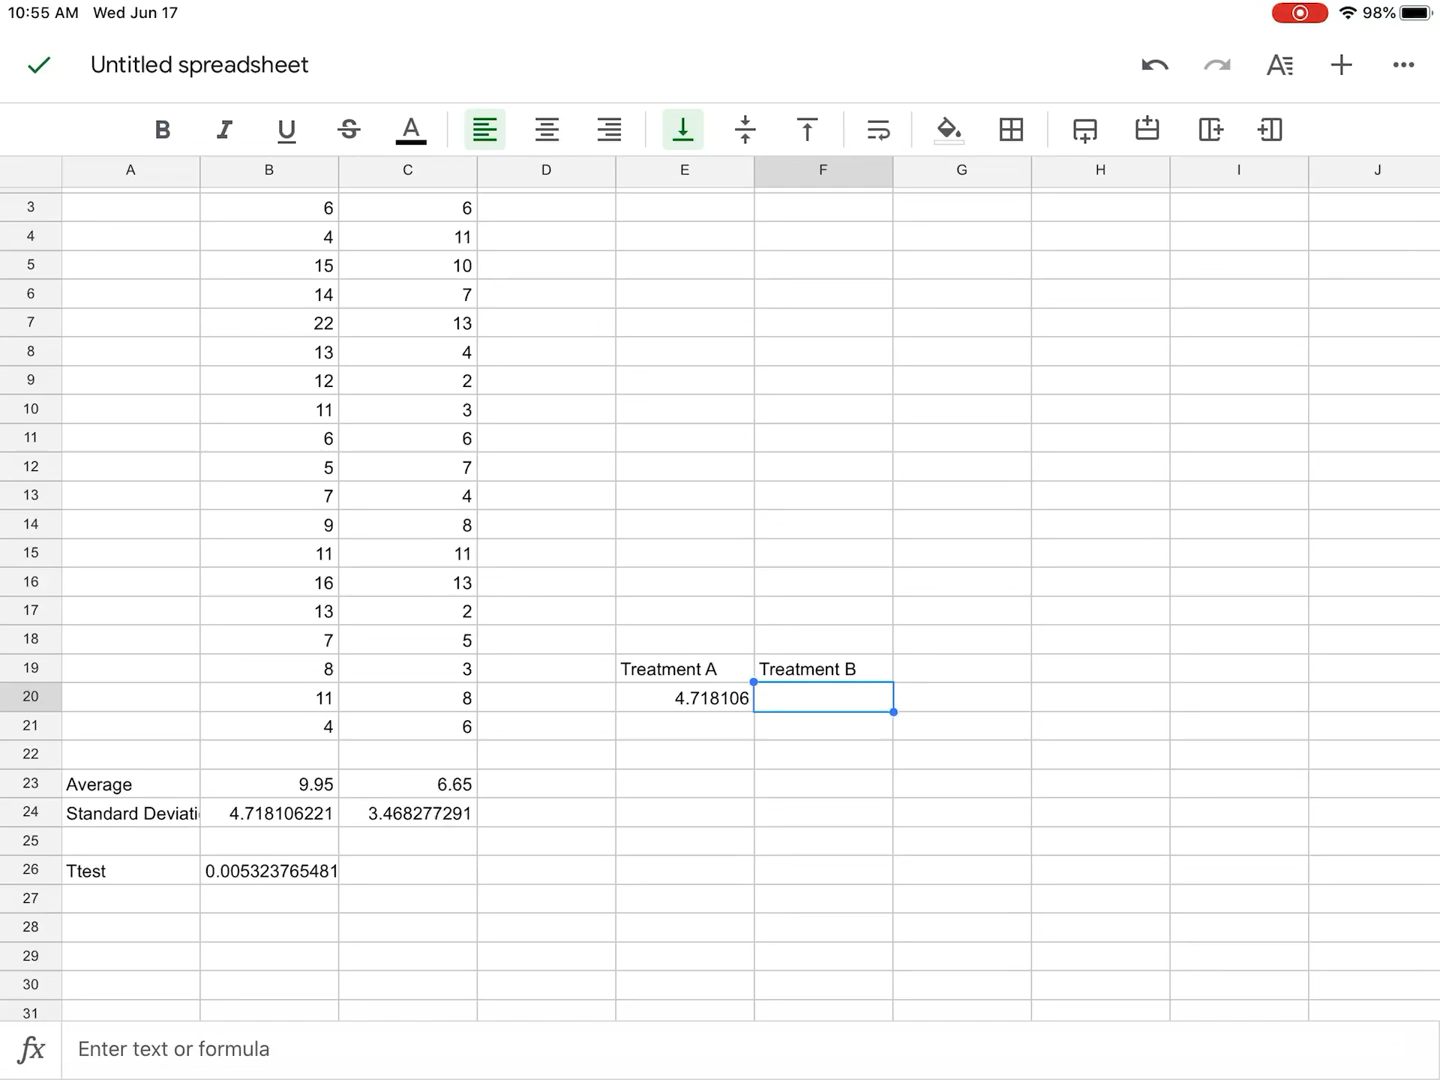 10:55 AM Wed Jun 17 98%
Untitled spreadsheet
B I U S A A
A B C D E F G H I J
3 6 6
4 4 11
5 15 10
6 14 7
7 22 13
8 13 4
9 12 2
10 11 3
11 6 6
12 5 7
13 7 4
14 9 8
15 11 11
16 16 13
17 13 2
18 7 5
19 8 3 Treatment A Treatment B
20 11 8 4.718106
21 4 6
22
23 Average 9.95 6.65
24 Standard Deviati 4.718106221 3.468277291
25
26 Ttest 0.005323765481
27
28
29
30
31
fx Enter text or formula